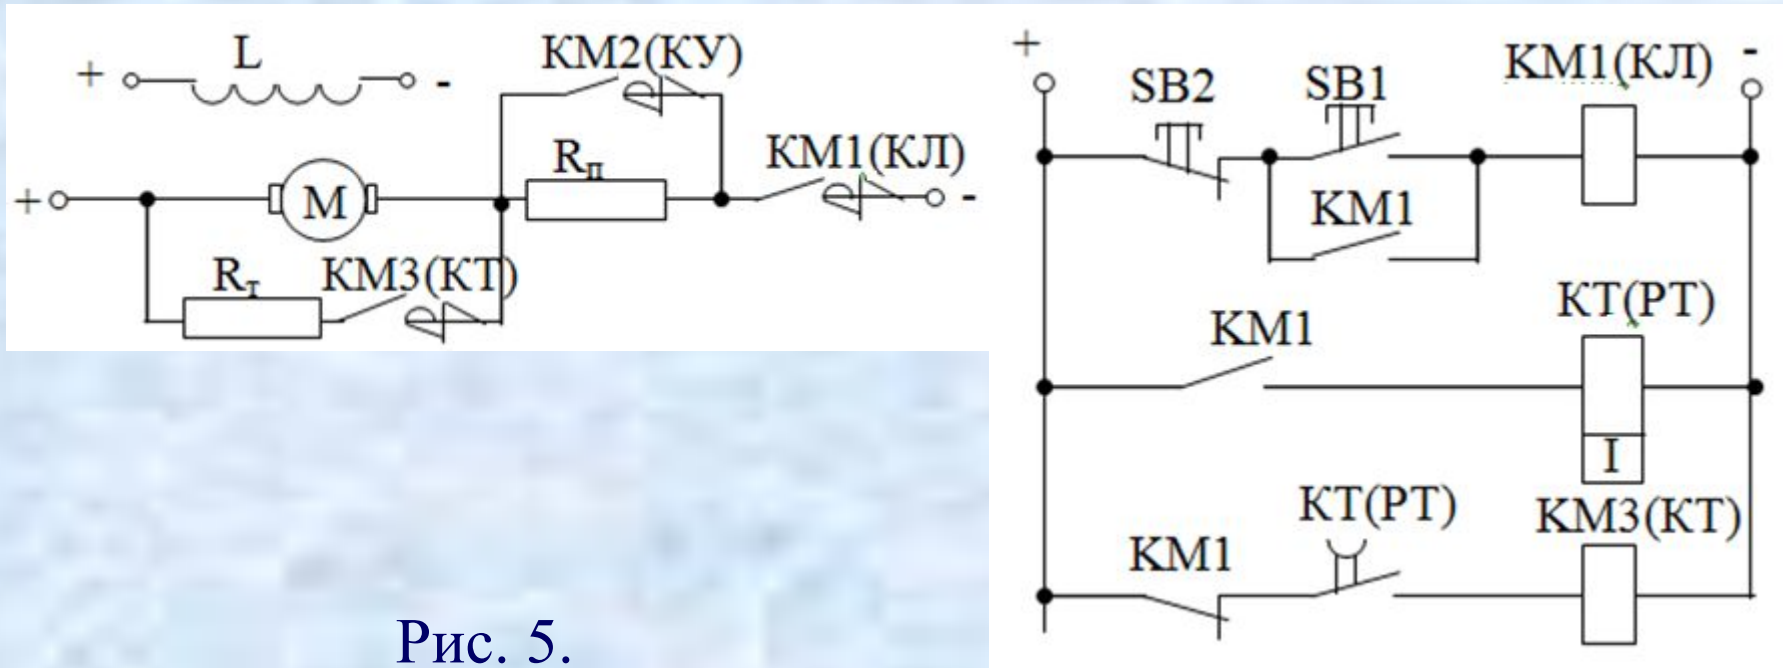 L
+ -
КМ2(КУ)
Rп
КМ1(КЛ)
+ М -
Rт КМ3(КТ)
+ -
SB2 SB1 КМ1(КЛ)
КМ1
КТ(РТ)
КМ1
I
КТ(РТ) КМ3(КТ)
КМ1
Рис. 5.